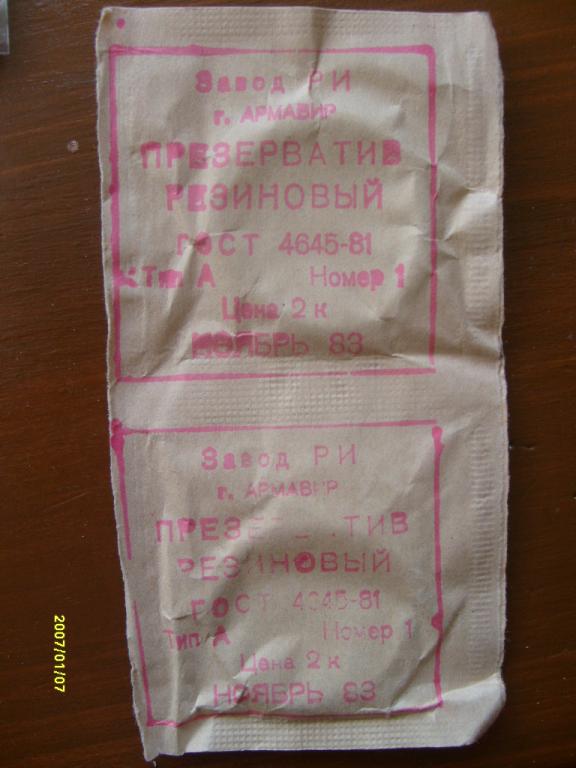 Завод РИ
г. АРМАВИР
ПРЕЗЕРВАТИВ
РЕЗИНОВЫЙ
ГОСТ 4645-81
Тип А Номер 1
Цена 2 к
НОЯБРЬ 83
Завод РИ
г. АРМАВИР
ПРЕЗЕРВАТИВ
РЕЗИНОВЫЙ
ГОСТ 4645-81
Тип А Номер 1
Цена 2 к
НОЯБРЬ 83
2007/01/07